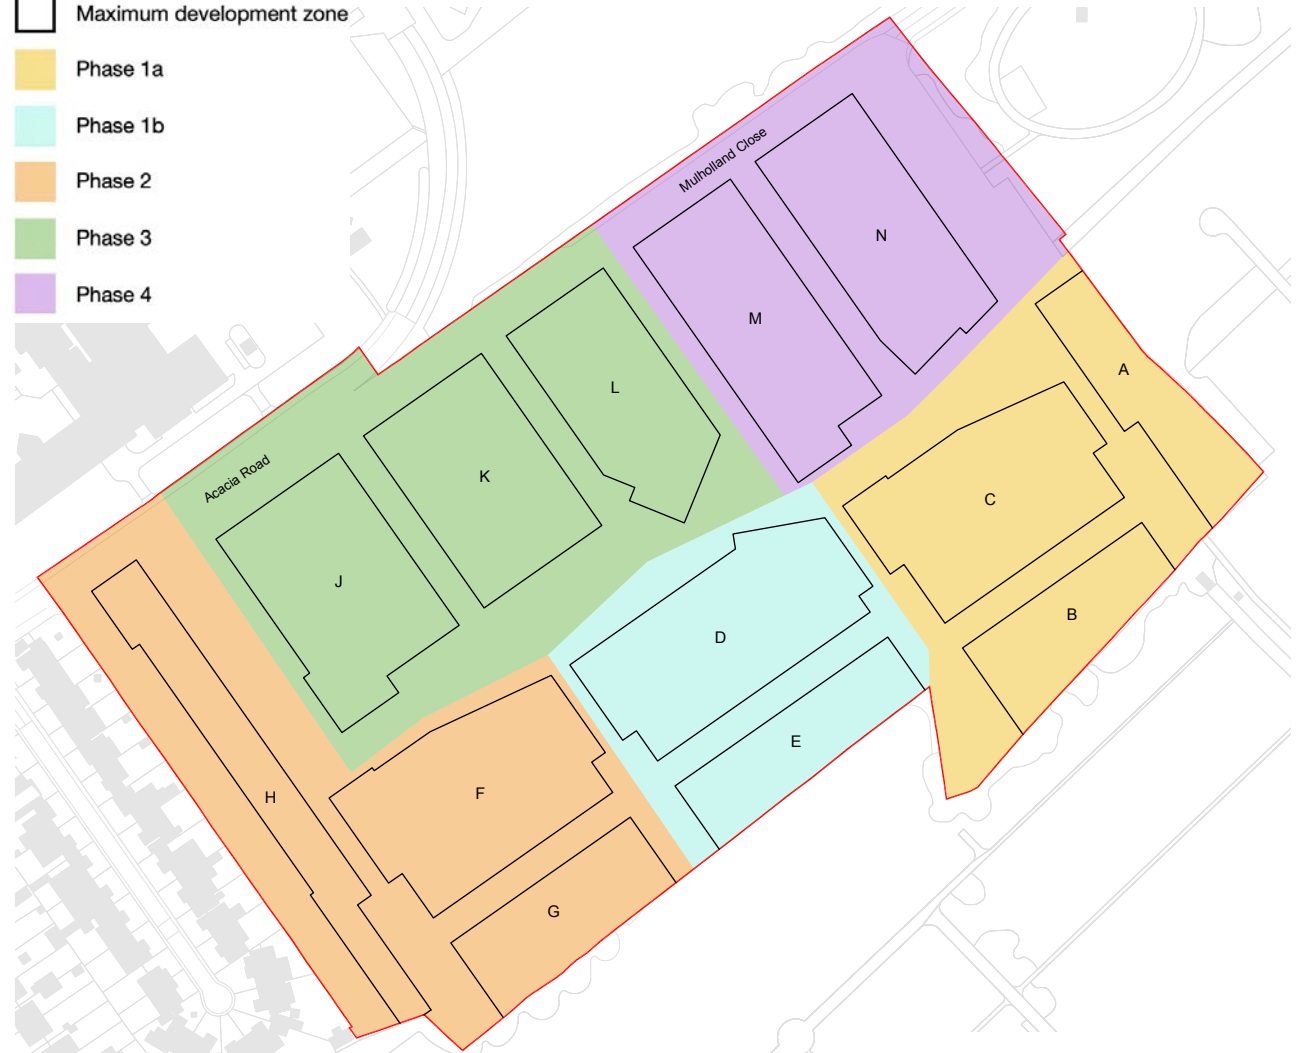 Maximum development zone
Phase 1a
Phase 1b
Phase 2
Phase 3
Phase 4
Mulholland Close
Acacia Road
N
M
A
L
K
C
J
B
D
E
F
H
G